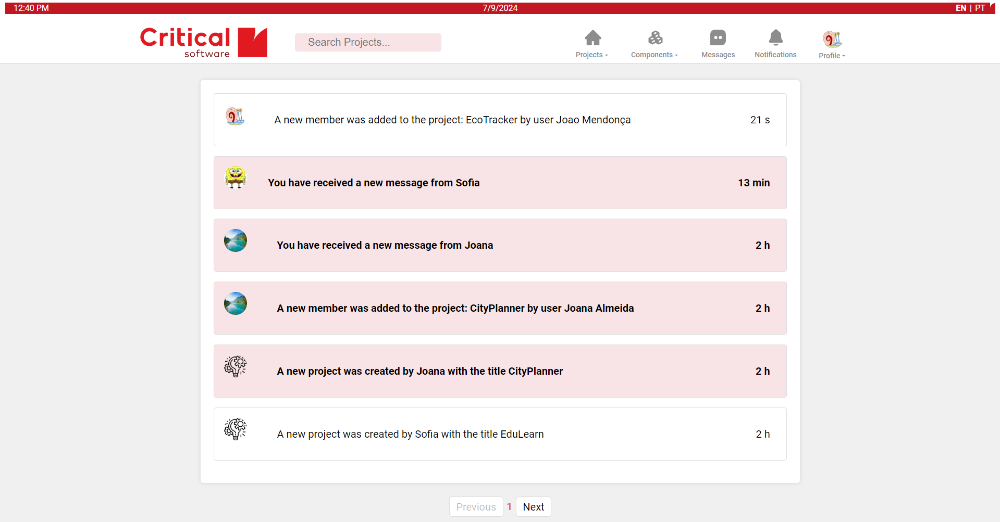 12:40 PM 7/9/2024 EN | PT
Critical
software
Search Projects...
Projects Components Messages Notifications Profile
A new member was added to the project: EcoTracker by user Joao Mendonça 21 s
You have received a new message from Sofia 13 min
You have received a new message from Joana 2 h
A new member was added to the project: CityPlanner by user Joana Almeida 2 h
A new project was created by Joana with the title CityPlanner 2 h
A new project was created by Sofia with the title EduLearn 2 h
Previous 1 Next